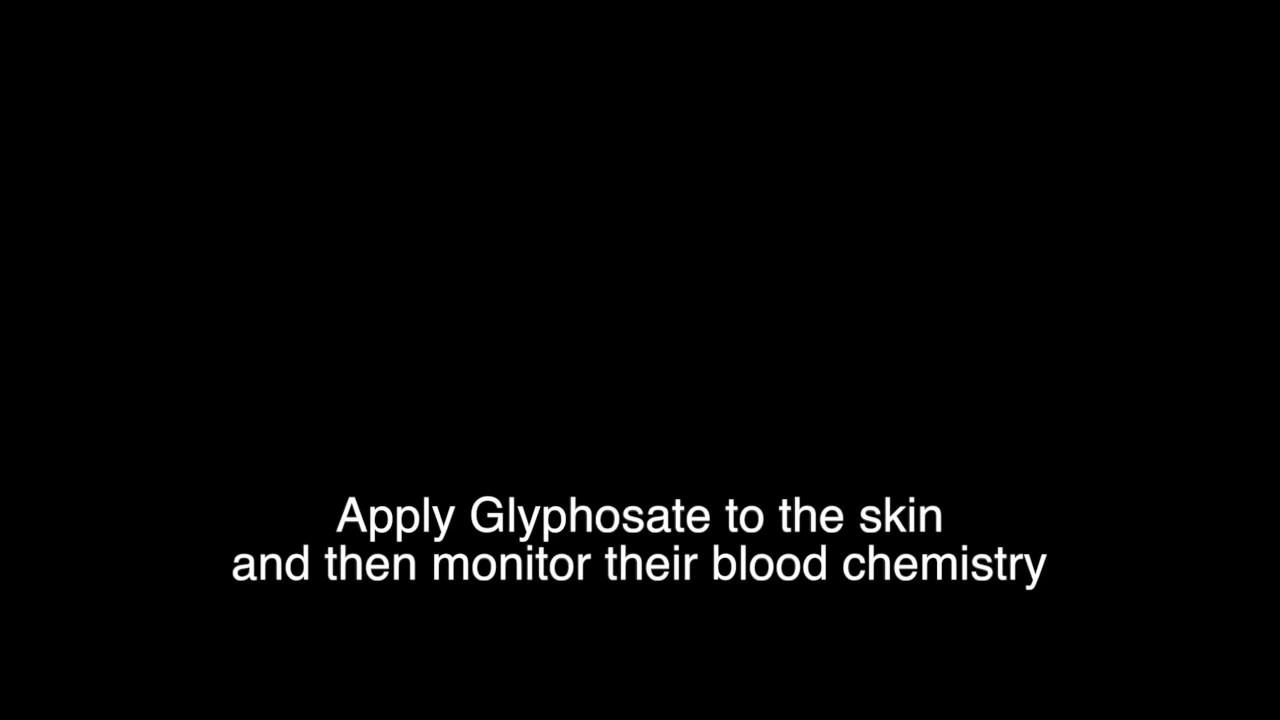 Apply Glyphosate to the skin
and then monitor their blood chemistry